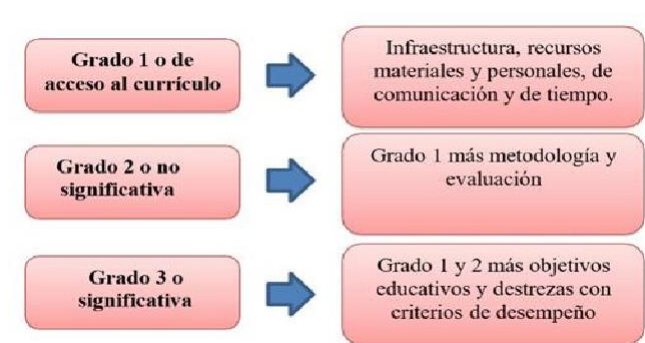 Grado 1 o de
acceso al currículo
Infraestructura, recursos
materiales y personales, de
comunicación y de tiempo.
Grado 2 o no
significativa
Grado 1 más metodología y
evaluación
Grado 3 o
significativa
Grado 1 y 2 más objetivos
educativos y destrezas con
criterios de desempeño